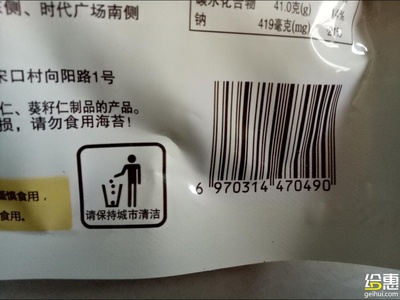 侧、时代广场南侧
碳水化合物 41.0克(g) 14%
钠 419毫克(mg)
口村向阳路1号
仁、葵籽仁制品的产品。
损，请勿食用海苔！
慎食用，
食用。
请保持城市清洁
6 970314 470490
给惠
geihui.com